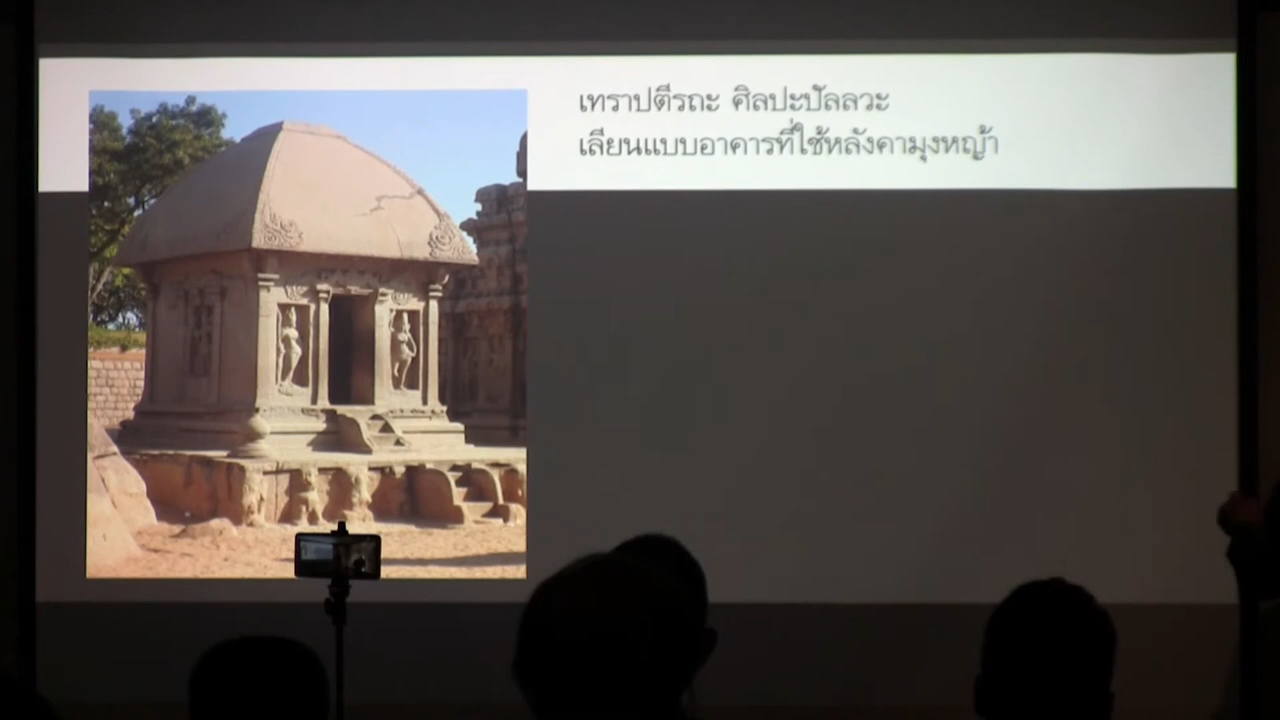 เทราปตีรถะ ศิลปะปัลลวะ
เลียนแบบอาคารที่ใช้หลังคามุงหญ้า